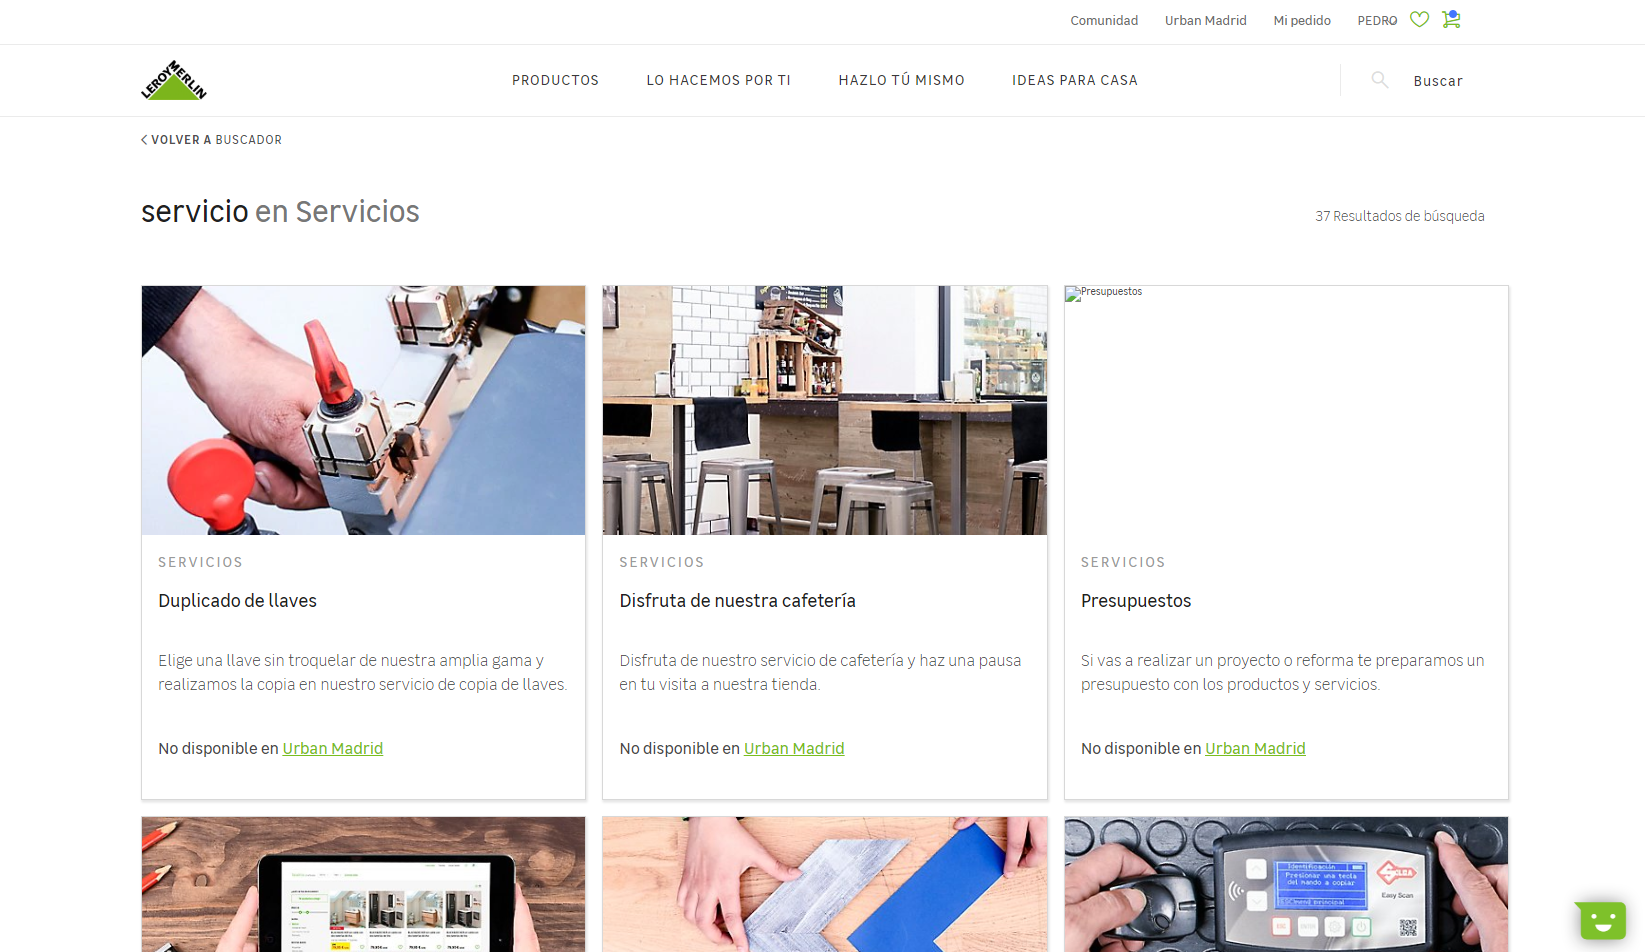 Comunidad
Urban Madrid
Mi pedido
PEDRO
LEROY MERLIN
PRODUCTOS
LO HACEMOS POR TI
HAZLO TÚ MISMO
IDEAS PARA CASA
Buscar
VOLVER A BUSCADOR
servicio en Servicios
37 Resultados de búsqueda
Presupuestos
SERVICIOS
Duplicado de llaves
Elige una llave sin troquelar de nuestra amplia gama y
realizamos la copia en nuestro servicio de copia de llaves.
No disponible en Urban Madrid
SERVICIOS
Disfruta de nuestra cafetería
Disfruta de nuestro servicio de cafetería y haz una pausa
en tu visita a nuestra tienda.
No disponible en Urban Madrid
SERVICIOS
Presupuestos
Si vas a realizar un proyecto o reforma te preparamos un
presupuesto con los productos y servicios.
No disponible en Urban Madrid
Identificación
Presionar una tecla
del mando a copiar
Easy Scan